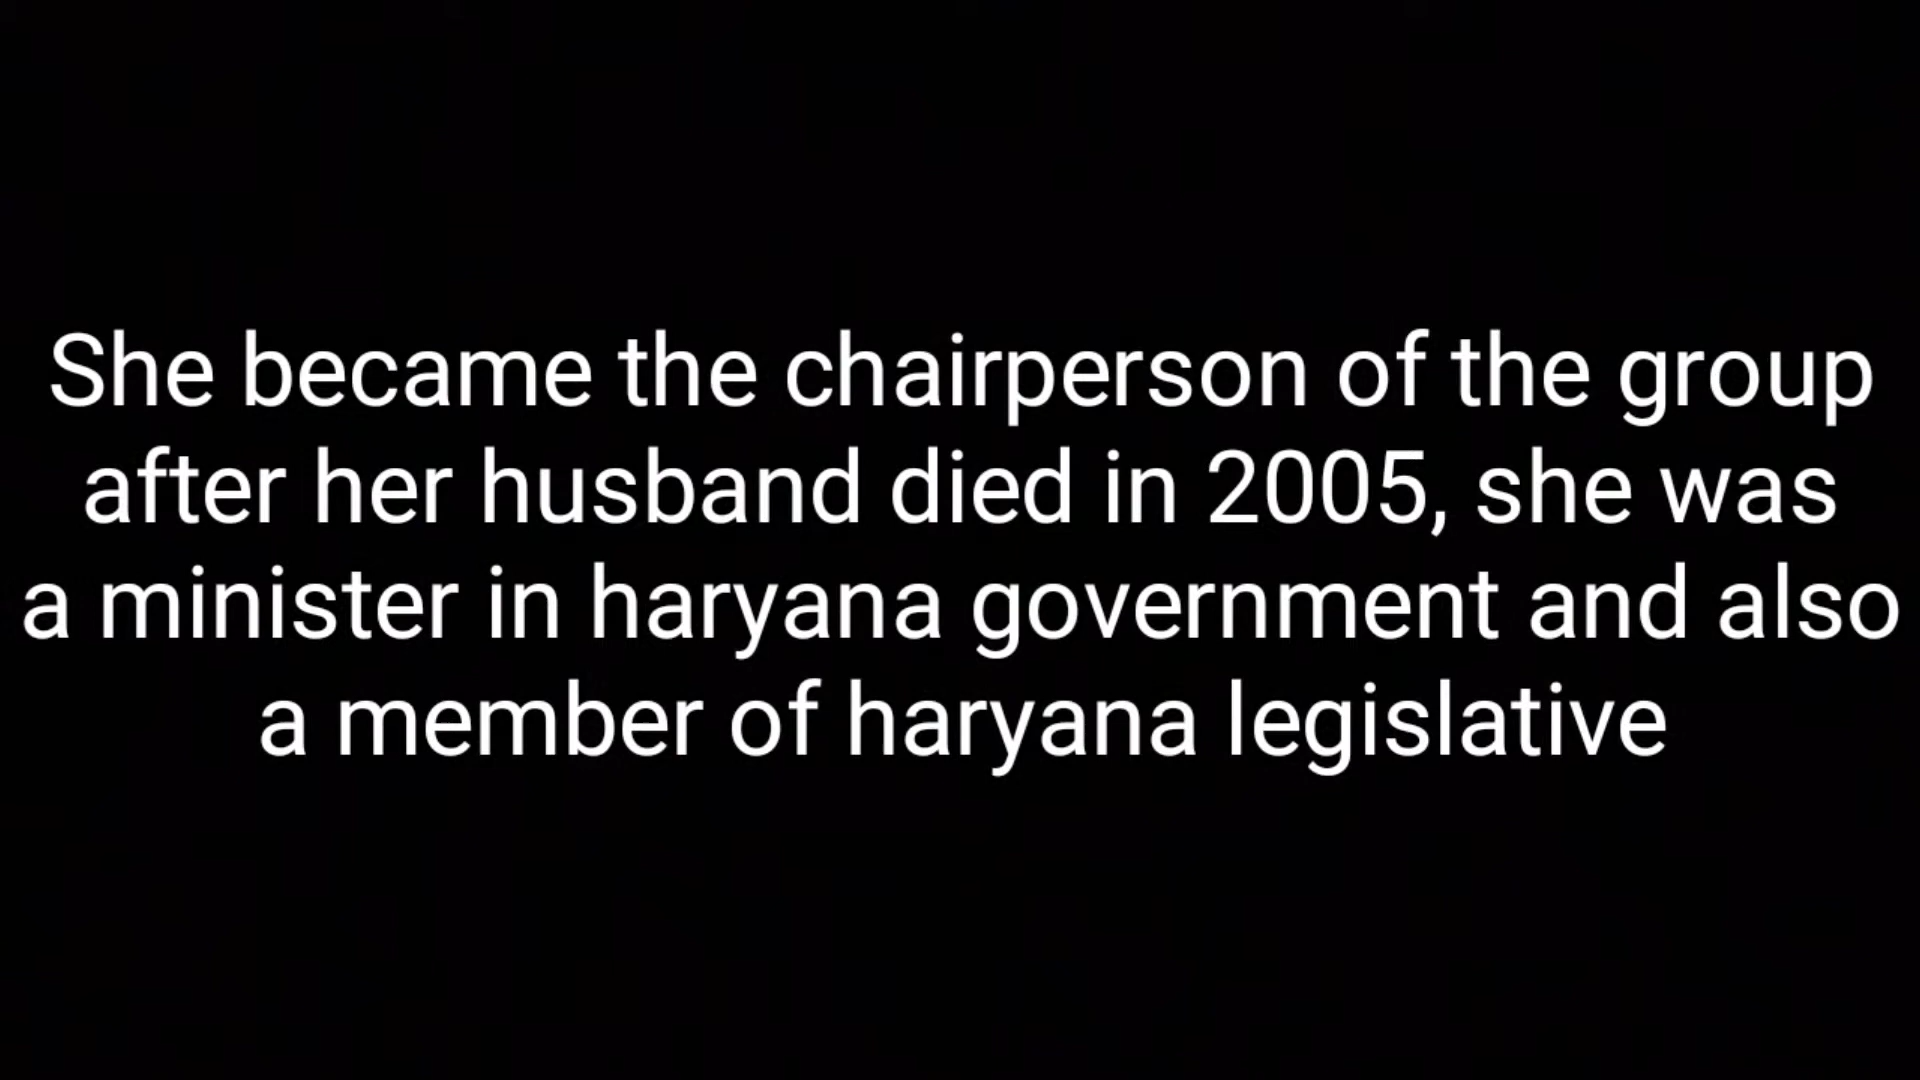 She became the chairperson of the group
after her husband died in 2005, she was
a minister in haryana government and also
a member of haryana legislative